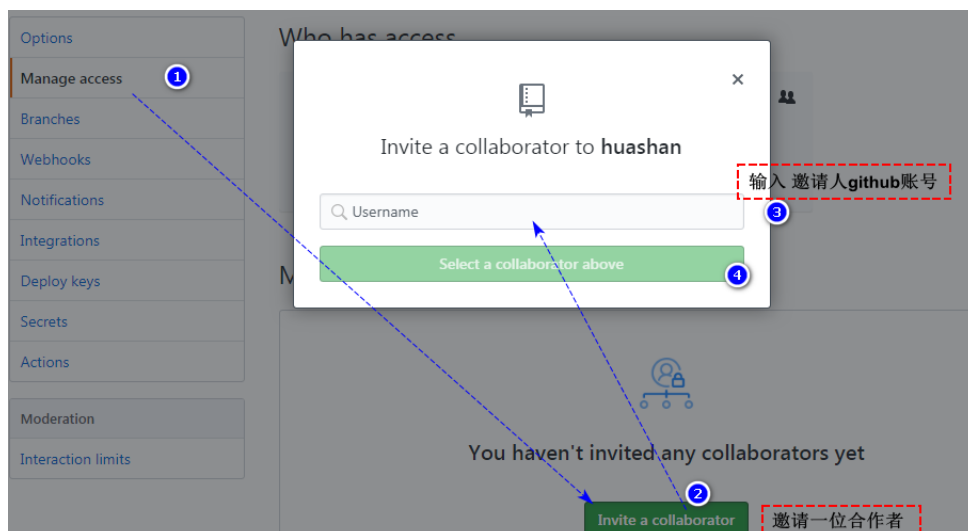 Options
Manage access
1
Branches
Webhooks
Notifications
Integrations
Deploy keys
Secrets
Actions
Moderation
Interaction limits
Who has access
Invite a collaborator to huashan
输入 邀请人github账号
3
Username
Select a collaborator above
4
M
You haven't invited any collaborators yet
2
Invite a collaborator
邀请一位合作者